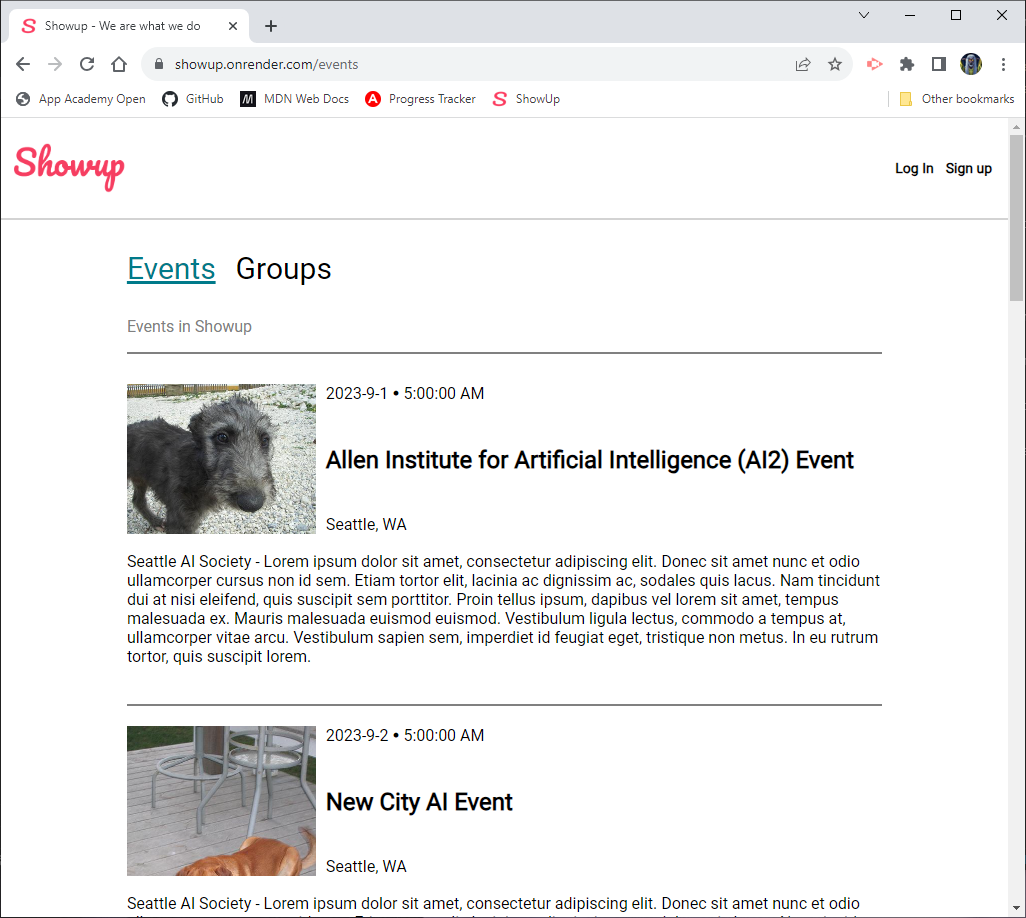 Showup - We are what we do
showup.onrender.com/events
App Academy Open GitHub MDN Web Docs Progress Tracker ShowUp Other bookmarks
Showup
Log In Sign up
Events Groups
Events in Showup
2023-9-1 • 5:00:00 AM
Allen Institute for Artificial Intelligence (AI2) Event
Seattle, WA
Seattle AI Society - Lorem ipsum dolor sit amet, consectetur adipiscing elit. Donec sit amet nunc et odio
ullamcorper cursus non id sem. Etiam tortor elit, lacinia ac dignissim ac, sodales quis lacus. Nam tincidunt
dui at nisi eleifend, quis suscipit sem porttitor. Proin tellus ipsum, dapibus vel lorem sit amet, tempus
malesuada ex. Mauris malesuada euismod euismod. Vestibulum ligula lectus, commodo a tempus at,
ullamcorper vitae arcu. Vestibulum sapien sem, imperdiet id feugiat eget, tristique non metus. In eu rutrum
tortor, quis suscipit lorem.
2023-9-2 • 5:00:00 AM
New City AI Event
Seattle, WA
Seattle AI Society - Lorem ipsum dolor sit amet, consectetur adipiscing elit. Donec sit amet nunc et odio